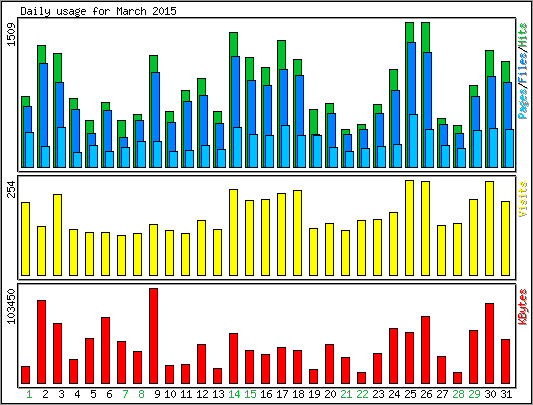 Daily usage for March 2015
1509
Pages/Files/Hits
254
Visits
103450
KBytes
1 2 3 4 5 6 7 8 9 10 11 12 13 14 15 16 17 18 19 20 21 22 23 24 25 26 27 28 29 30 31